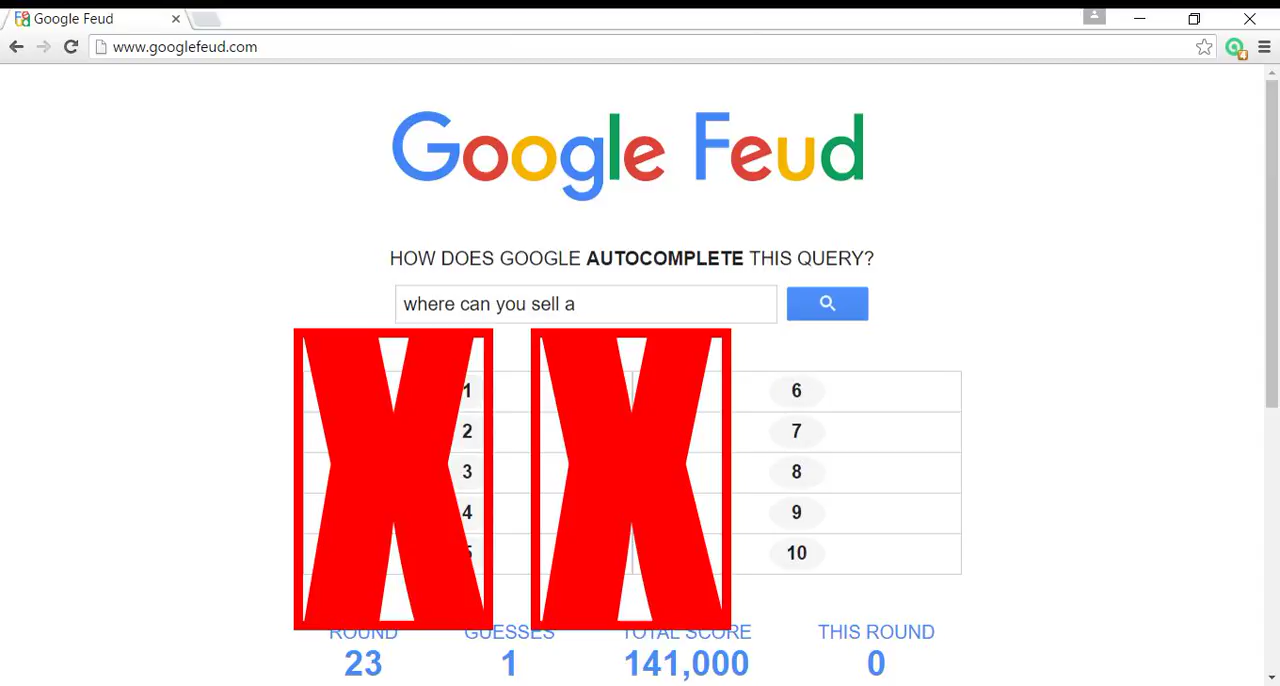 Google Feud
www.googlefeud.com
Google Feud
HOW DOES GOOGLE AUTOCOMPLETE THIS QUERY?
where can you sell a
X X
1 6
2 7
3 8
4 9
5 10
ROUND GUESSES TOTAL SCORE THIS ROUND
23 1 141,000 0